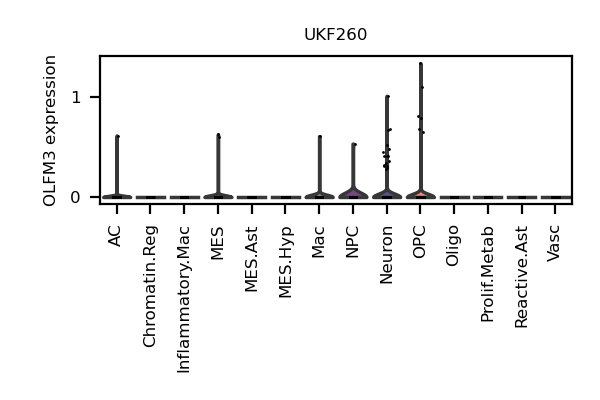 UKF260
OLFM3 expression
1
0
AC
Chromatin.Reg
Inflammatory.Mac
MES
MES.Ast
MES.Hyp
Mac
NPC
Neuron
OPC
Oligo
Prolif.Metab
Reactive.Ast
Vasc